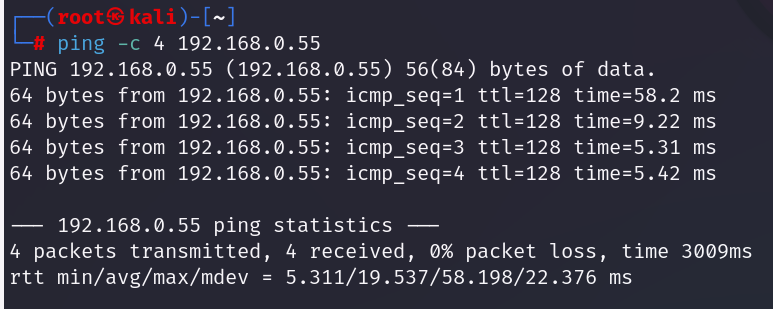 ┌──(root㉿kali)-[~]
└─# ping -c 4 192.168.0.55
PING 192.168.0.55 (192.168.0.55) 56(84) bytes of data.
64 bytes from 192.168.0.55: icmp_seq=1 ttl=128 time=58.2 ms
64 bytes from 192.168.0.55: icmp_seq=2 ttl=128 time=9.22 ms
64 bytes from 192.168.0.55: icmp_seq=3 ttl=128 time=5.31 ms
64 bytes from 192.168.0.55: icmp_seq=4 ttl=128 time=5.42 ms

--- 192.168.0.55 ping statistics ---
4 packets transmitted, 4 received, 0% packet loss, time 3009ms
rtt min/avg/max/mdev = 5.311/19.537/58.198/22.376 ms